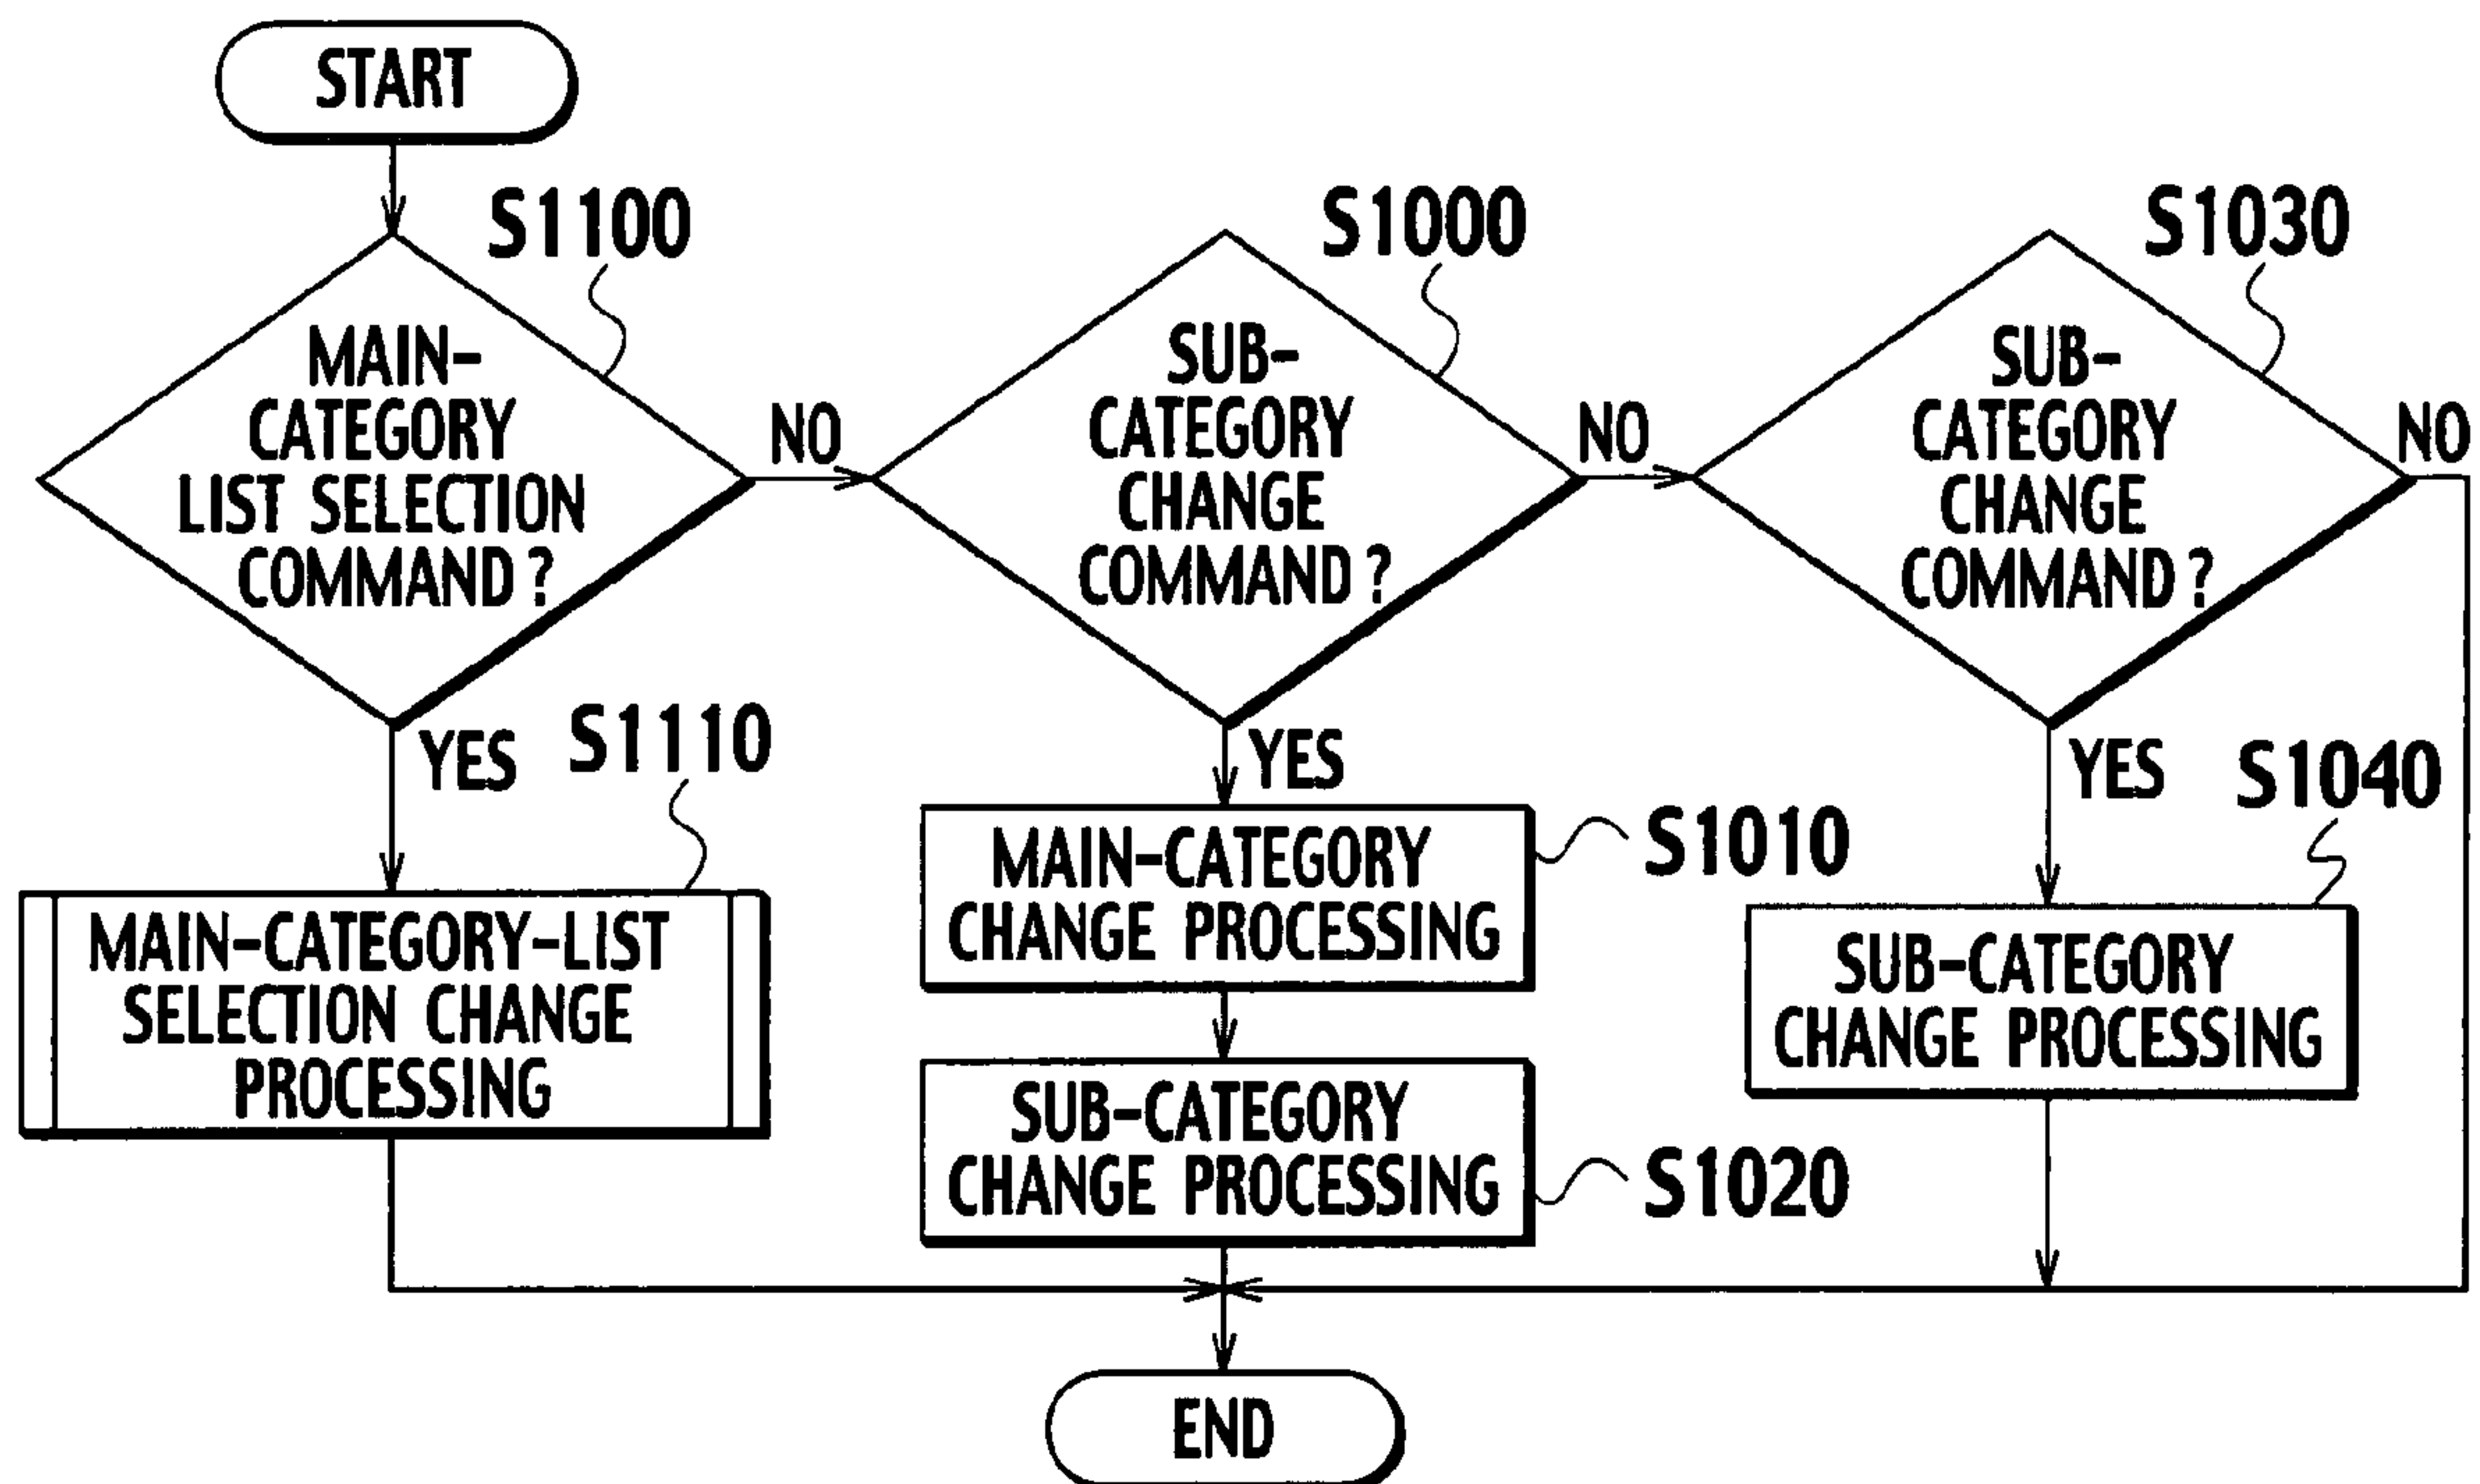 START
S1100
MAIN-
CATEGORY
LIST SELECTION
COMMAND ?
NO
YES
S1110
MAIN-CATEGORY-LIST
SELECTION CHANGE
PROCESSING
S1000
SUB-
CATEGORY
CHANGE
COMMAND ?
NO
YES
MAIN-CATEGORY
CHANGE PROCESSING
S1010
SUB-CATEGORY
CHANGE PROCESSING
S1020
S1030
SUB-
CATEGORY
CHANGE
COMMAND ?
NO
YES
S1040
SUB-CATEGORY
CHANGE PROCESSING
END